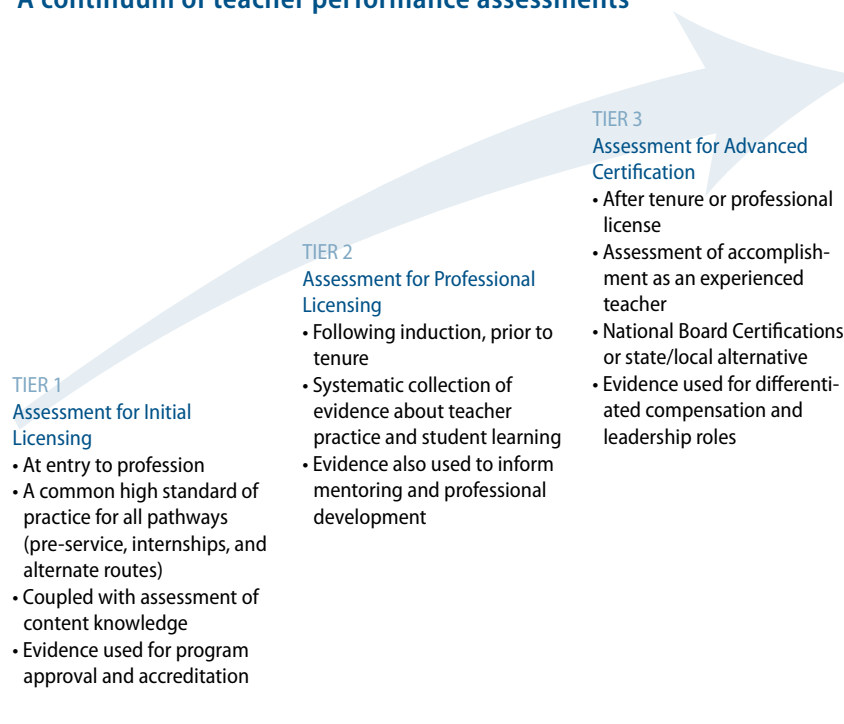 A continuum of teacher performance assessments
TIER 1
Assessment for Initial
Licensing
• At entry to profession
• A common high standard of
practice for all pathways
(pre-service, internships, and
alternate routes)
• Coupled with assessment of
content knowledge
• Evidence used for program
approval and accreditation
TIER 2
Assessment for Professional
Licensing
• Following induction, prior to
tenure
• Systematic collection of
evidence about teacher
practice and student learning
• Evidence also used to inform
mentoring and professional
development
TIER 3
Assessment for Advanced
Certification
• After tenure or professional
license
• Assessment of accomplish-
ment as an experienced
teacher
• National Board Certifications
or state/local alternative
• Evidence used for differenti-
ated compensation and
leadership roles